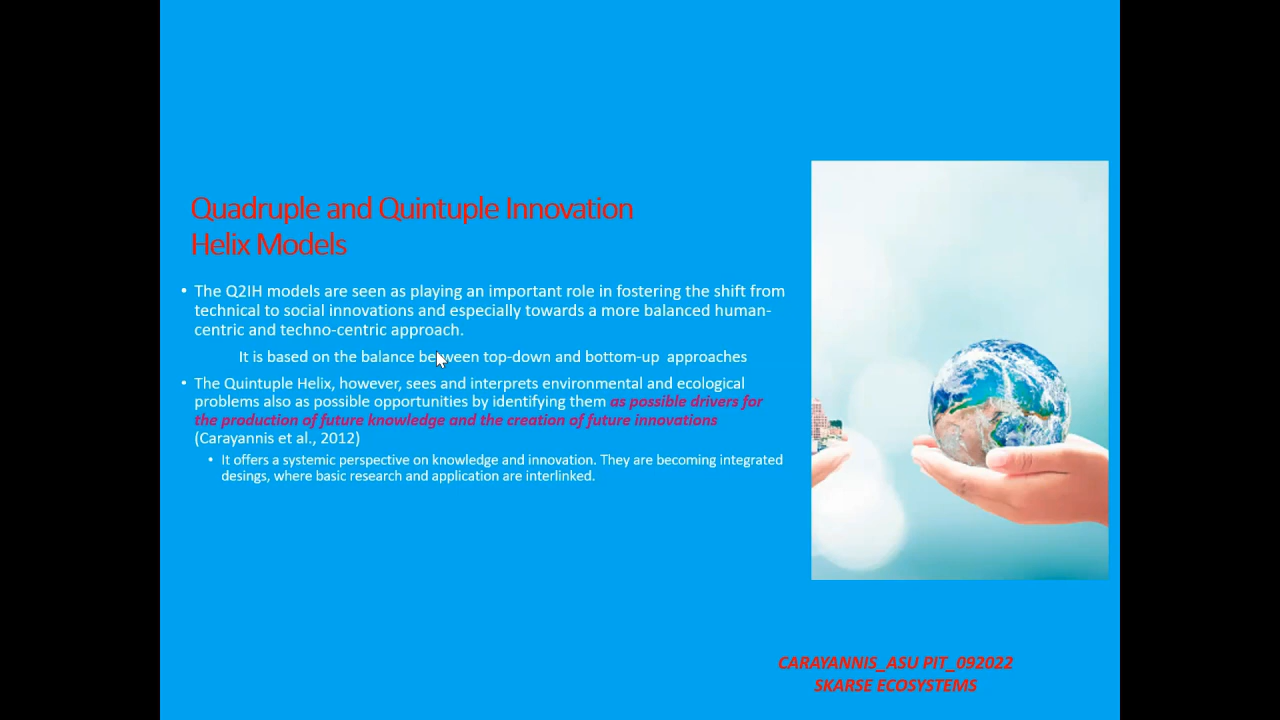 Quadruple and Quintuple Innovation
Helix Models
• The Q2IH models are seen as playing an important role in fostering the shift from
technical to social innovations and especially towards a more balanced human-
centric and techno-centric approach.
It is based on the balance between top-down and bottom-up approaches
• The Quintuple Helix, however, sees and interprets environmental and ecological
problems also as possible opportunities by identifying them as possible drivers for
the production of future knowledge and the creation of future innovations
(Carayannis et al., 2012)
• It offers a systemic perspective on knowledge and innovation. They are becoming integrated
desings, where basic research and application are interlinked.
CARAYANNIS_ASU PIT_092022
SKARSE ECOSYSTEMS